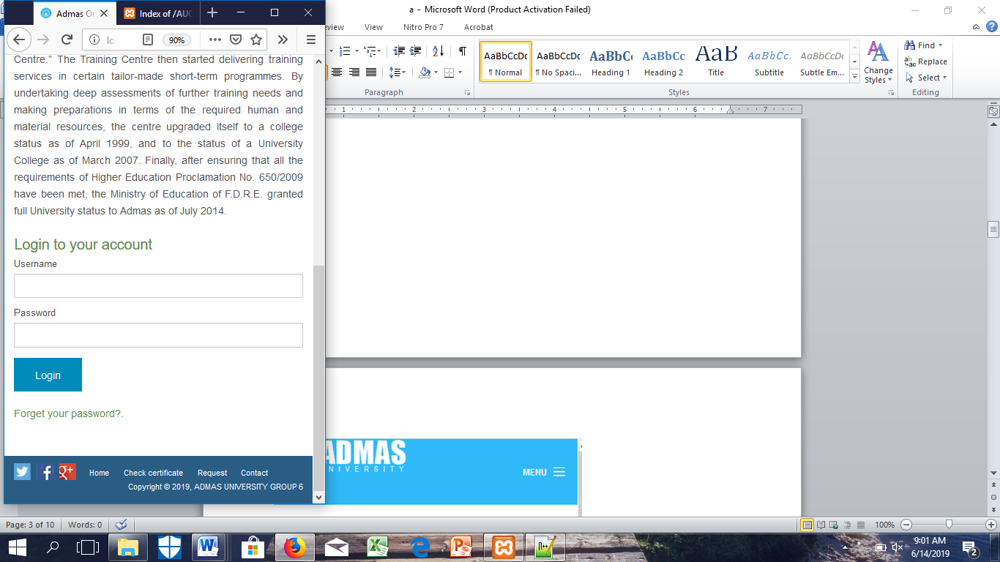 Admas On
Index of /AUC
a - Microsoft Word (Product Activation Failed)
lo
90%
view
View
Nitro Pro 7
Acrobat
AaBbCcDc
¶ Normal
AaBbCcDc
¶ No Spaci...
AaBbC
Heading 1
AaBbCc
Heading 2
AaB
Title
AaBbCc.
Subtitle
AaBbCcDc
Subtle Em...
Change
Styles
Find
Replace
Select
Paragraph
Styles
Editing
1 2 3 4 5 6 7
Centre.” The Training Centre then started delivering training
services in certain tailor-made short-term programmes. By
undertaking deep assessments of further training needs and
making preparations in terms of the required human and
material resources, the centre upgraded itself to a college
status as of April 1999, and to the status of a University
College as of March 2007. Finally, after ensuring that all the
requirements of Higher Education Proclamation No. 650/2009
have been met, the Ministry of Education of F.D.R.E. granted
full University status to Admas as of July 2014.
Login to your account
Username
Password
Login
Forget your password?.
Home Check certificate Request Contact
Copyright © 2019, ADMAS UNIVERSITY GROUP 6
ADMAS
NIVERSITY
MENU
Page: 3 of 10
Words: 0
100%
9:01 AM
6/14/2019
2